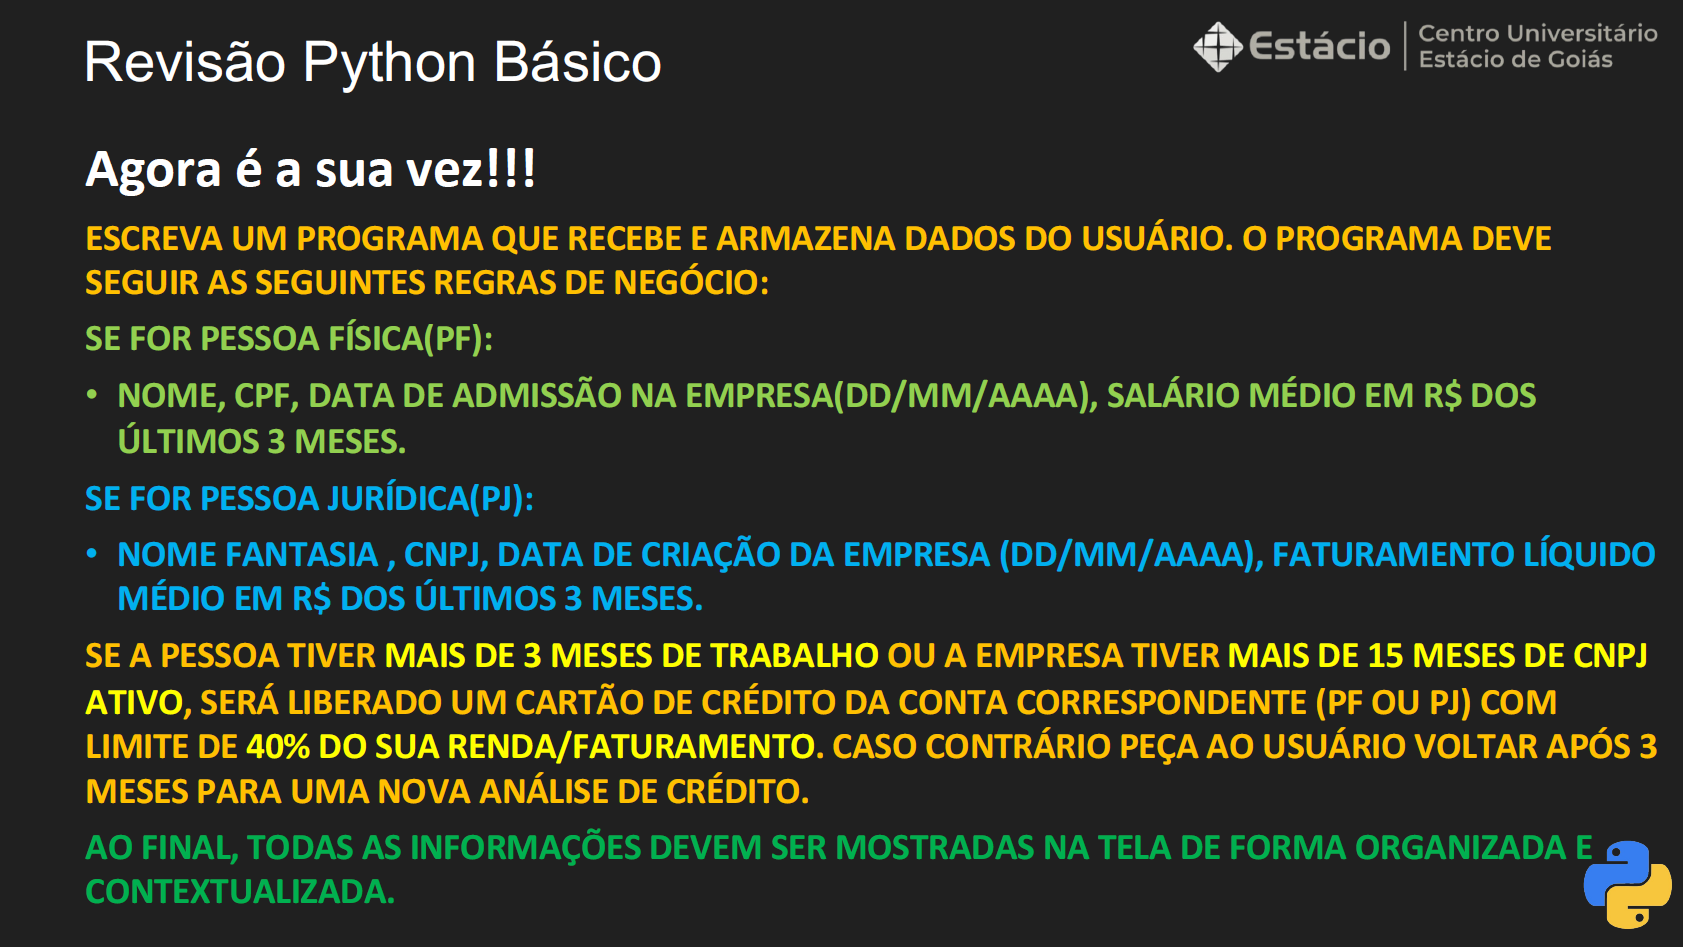 Revisão Python Básico
Estácio
Centro Universitário
Estácio de Goiás
Agora é a sua vez!!!
ESCREVA UM PROGRAMA QUE RECEBE E ARMAZENA DADOS DO USUÁRIO. O PROGRAMA DEVE
SEGUIR AS SEGUINTES REGRAS DE NEGÓCIO:
SE FOR PESSOA FÍSICA(PF):
• NOME, CPF, DATA DE ADMISSÃO NA EMPRESA(DD/MM/AAAA), SALÁRIO MÉDIO EM R$ DOS
ÚLTIMOS 3 MESES.
SE FOR PESSOA JURÍDICA(PJ):
• NOME FANTASIA , CNPJ, DATA DE CRIAÇÃO DA EMPRESA (DD/MM/AAAA), FATURAMENTO LÍQUIDO
MÉDIO EM R$ DOS ÚLTIMOS 3 MESES.
SE A PESSOA TIVER MAIS DE 3 MESES DE TRABALHO OU A EMPRESA TIVER MAIS DE 15 MESES DE CNPJ
ATIVO, SERÁ LIBERADO UM CARTÃO DE CRÉDITO DA CONTA CORRESPONDENTE (PF OU PJ) COM
LIMITE DE 40% DO SUA RENDA/FATURAMENTO. CASO CONTRÁRIO PEÇA AO USUÁRIO VOLTAR APÓS 3
MESES PARA UMA NOVA ANÁLISE DE CRÉDITO.
AO FINAL, TODAS AS INFORMAÇÕES DEVEM SER MOSTRADAS NA TELA DE FORMA ORGANIZADA E
CONTEXTUALIZADA.